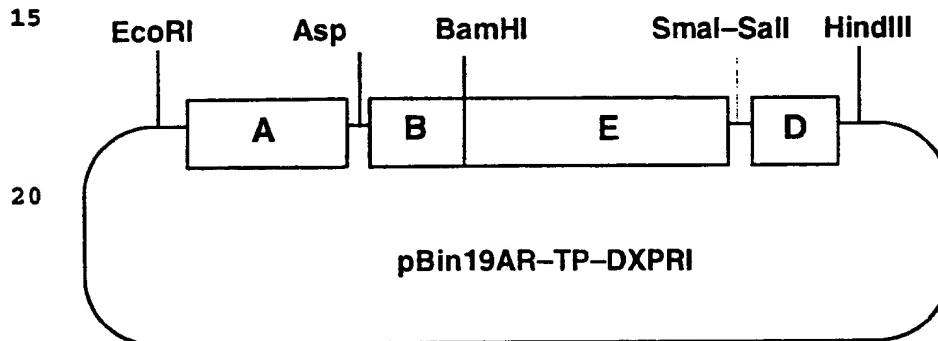 15
EcoRI Asp BamHI SmaI–SalI HindIII
A B E D
20
pBin19AR–TP–DXPRI